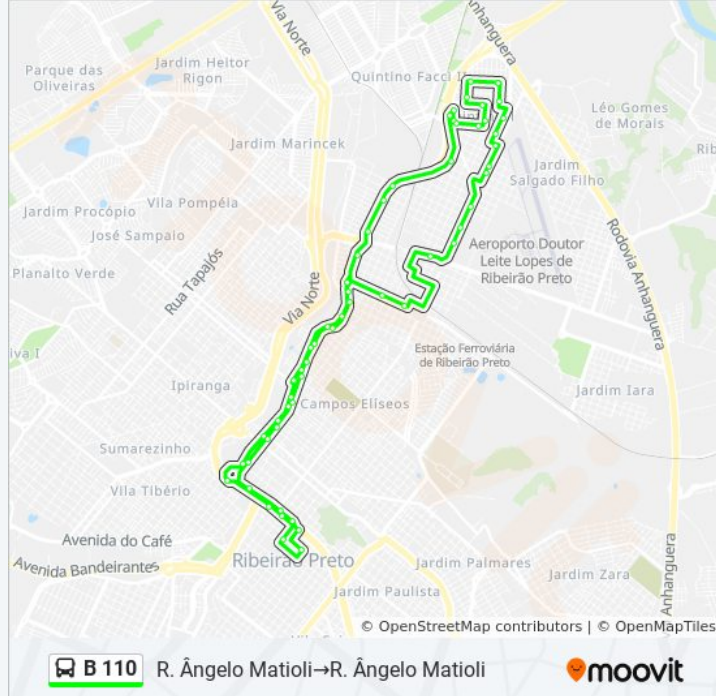 Anhanguera
Via Norte
Parque das
Oliveiras
Jardim Heitor
Rigon
Quintino Facci II
Léo Gomes
de Morais
Jardim Marincek
Rib
Jardim
Salgado Filho
Vila Pompéia
Jardim Procópio
José Sampaio
Aeroporto Doutor
Leite Lopes de
Ribeirão Preto
Planalto Verde
Rua Tapajós
Via Norte
Rodovia Anhanguera
iva I
Estação Ferroviária
de Ribeirão Preto
Ipiranga
Jardim Iara
Campos Elíseos
Sumarezinho
Vila Tibério
Avenida do Café
Avenida Bandeirantes
Ribeirão Preto
Jardim Palmares
Jardim Zara
Anhanguera
Jardim Paulista
© OpenStreetMap contributors | © OpenMapTiles
B 110 R. Ângelo Matioli→R. Ângelo Matioli
moovit